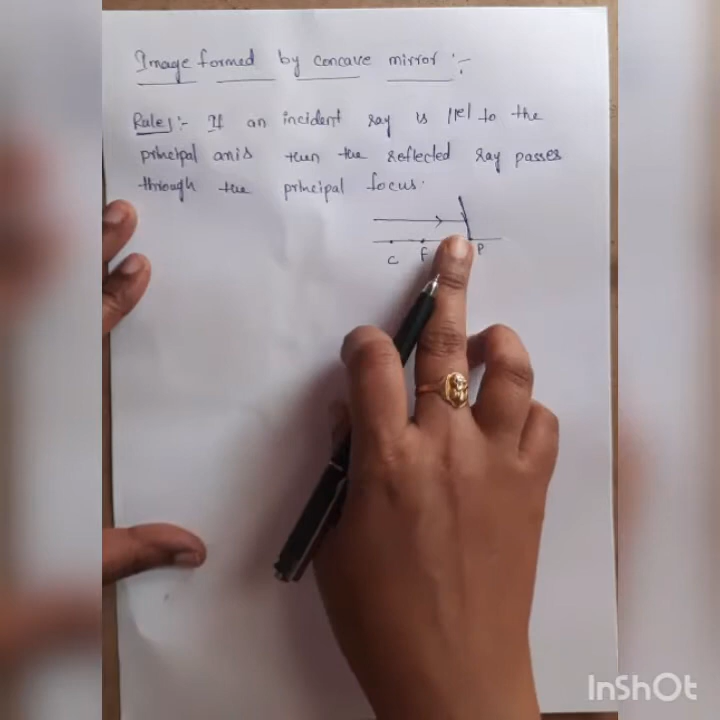 Image formed by concave mirror :-
Rules :- If an incident ray is llel to the
principal axis then the reflected ray passes
through the principal focus.
C F P
InShOt